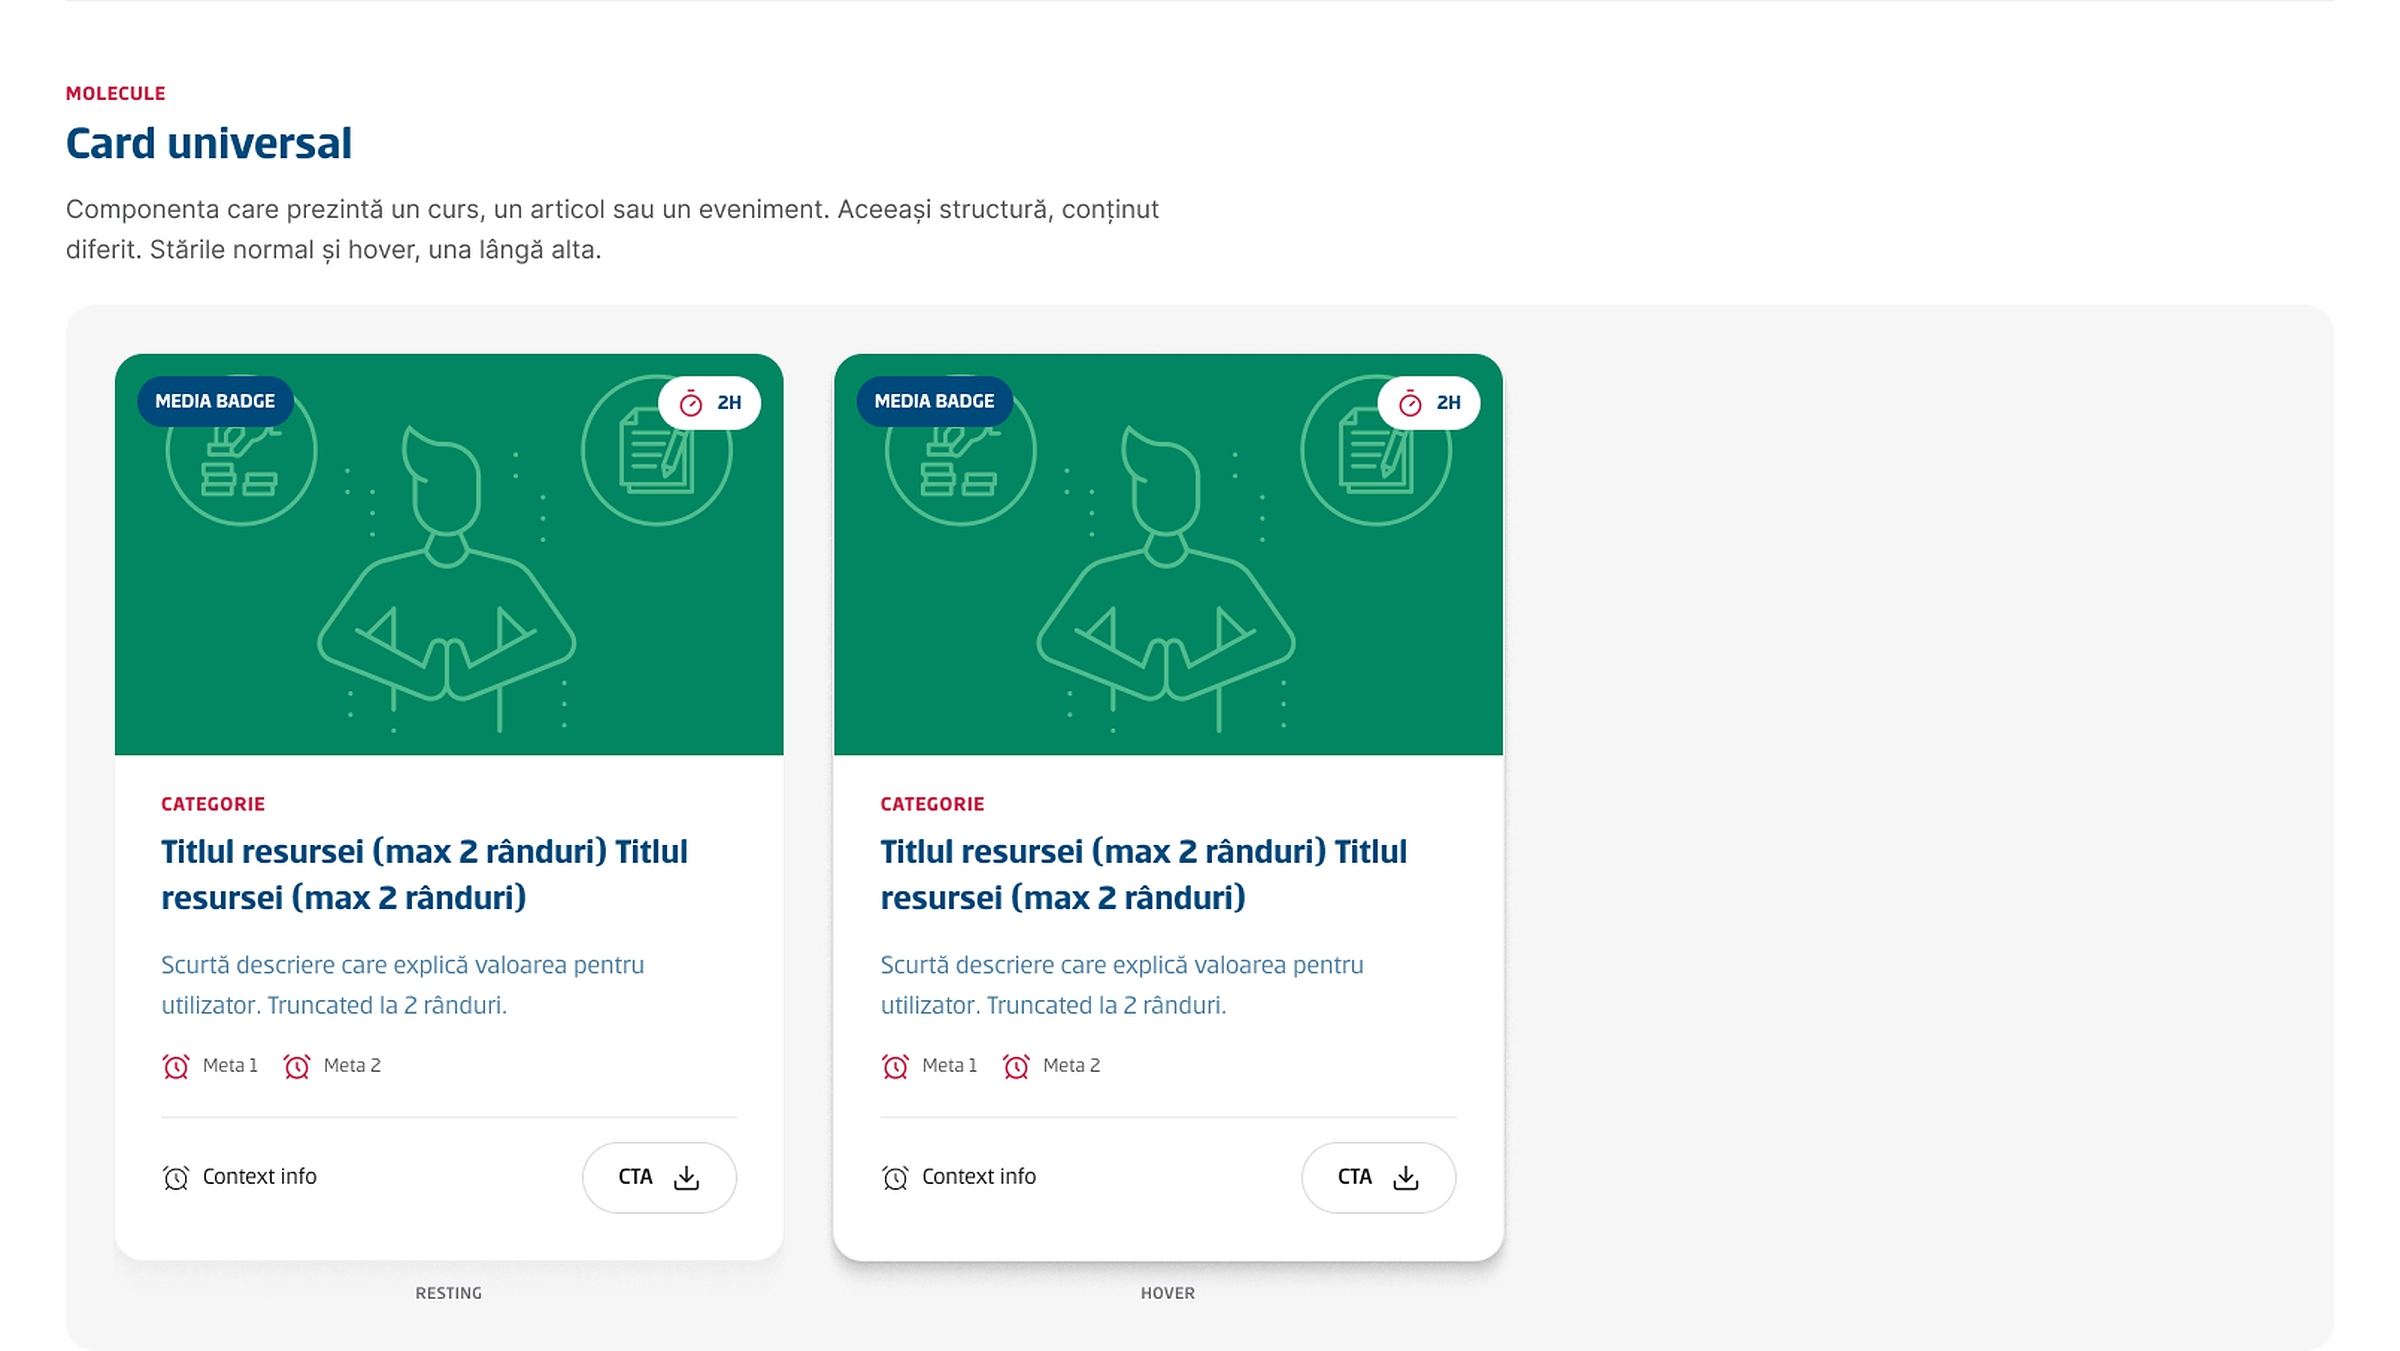 MOLECULE
Card universal
Componenta care prezintă un curs, un articol sau un eveniment. Aceeași structură, conținut
diferit. Stările normal și hover, una lângă alta.
MEDIA BADGE
2H
CATEGORIE
Titlul resursei (max 2 rânduri) Titlul
resursei (max 2 rânduri)
Scurtă descriere care explică valoarea pentru
utilizator. Truncated la 2 rânduri.
Meta 1
Meta 2
Context info
CTA
RESTING
MEDIA BADGE
2H
CATEGORIE
Titlul resursei (max 2 rânduri) Titlul
resursei (max 2 rânduri)
Scurtă descriere care explică valoarea pentru
utilizator. Truncated la 2 rânduri.
Meta 1
Meta 2
Context info
CTA
HOVER